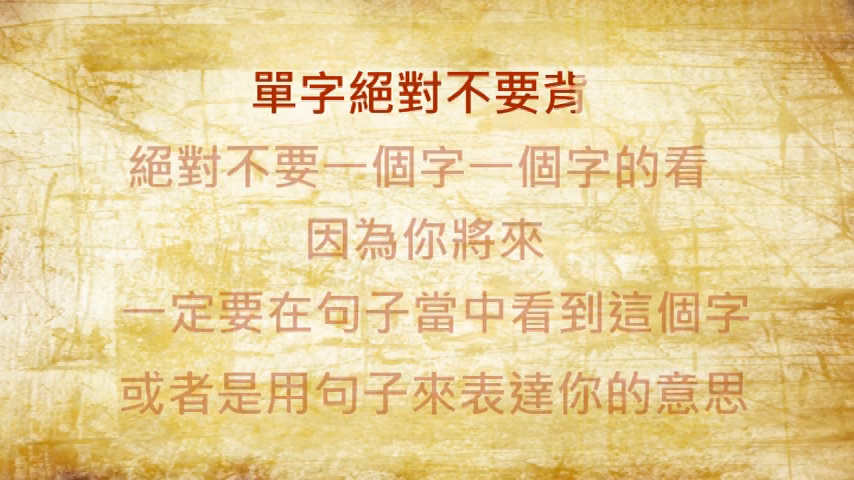 單字絕對不要背
絕對不要一個字一個字的看
因為你將來
一定要在句子當中看到這個字
或者是用句子來表達你的意思